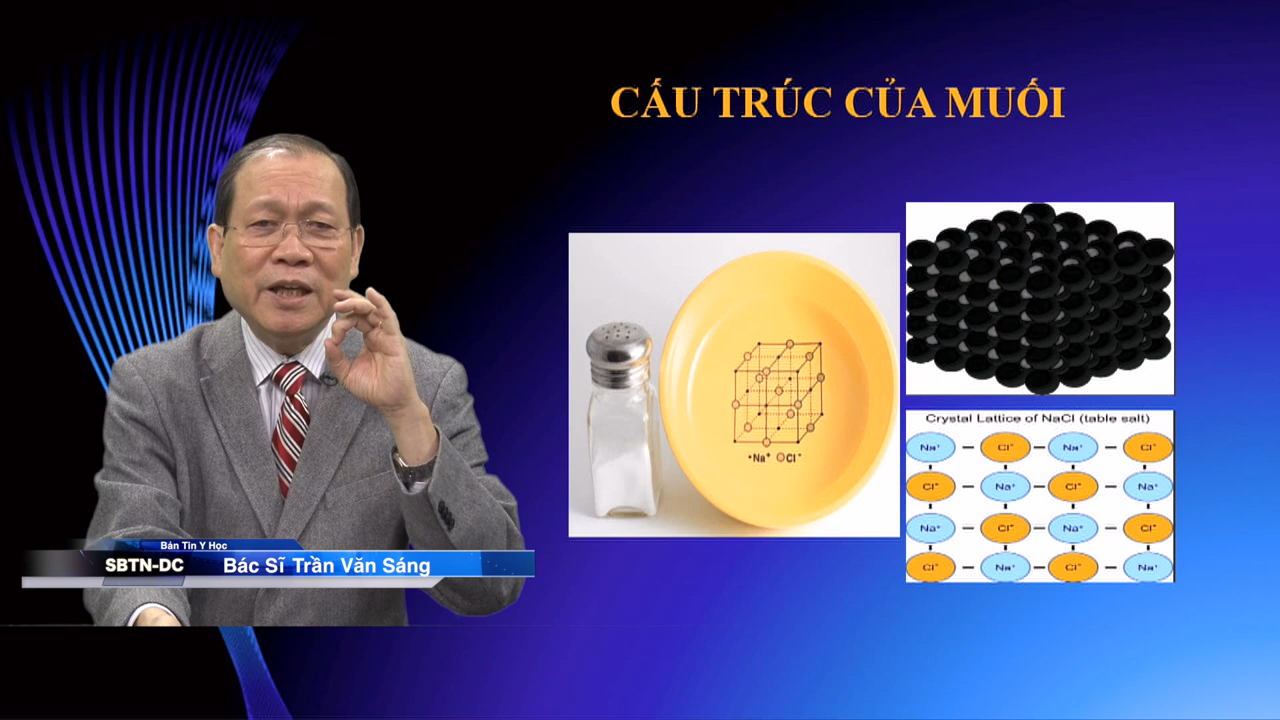 CẤU TRÚC CỦA MUỐI
•Na⁺ Cl⁻
Crystal Lattice of NaCl (table salt)
Na⁺ – Cl⁻ – Na⁺ – Cl⁻
Cl⁻ – Na⁺ – Cl⁻ – Na⁺
Na⁺ – Cl⁻ – Na⁺ – Cl⁻
Cl⁻ – Na⁺ – Cl⁻ – Na⁺
Bản Tin Y Học
SBTN-DC Bác Sĩ Trần Văn Sáng